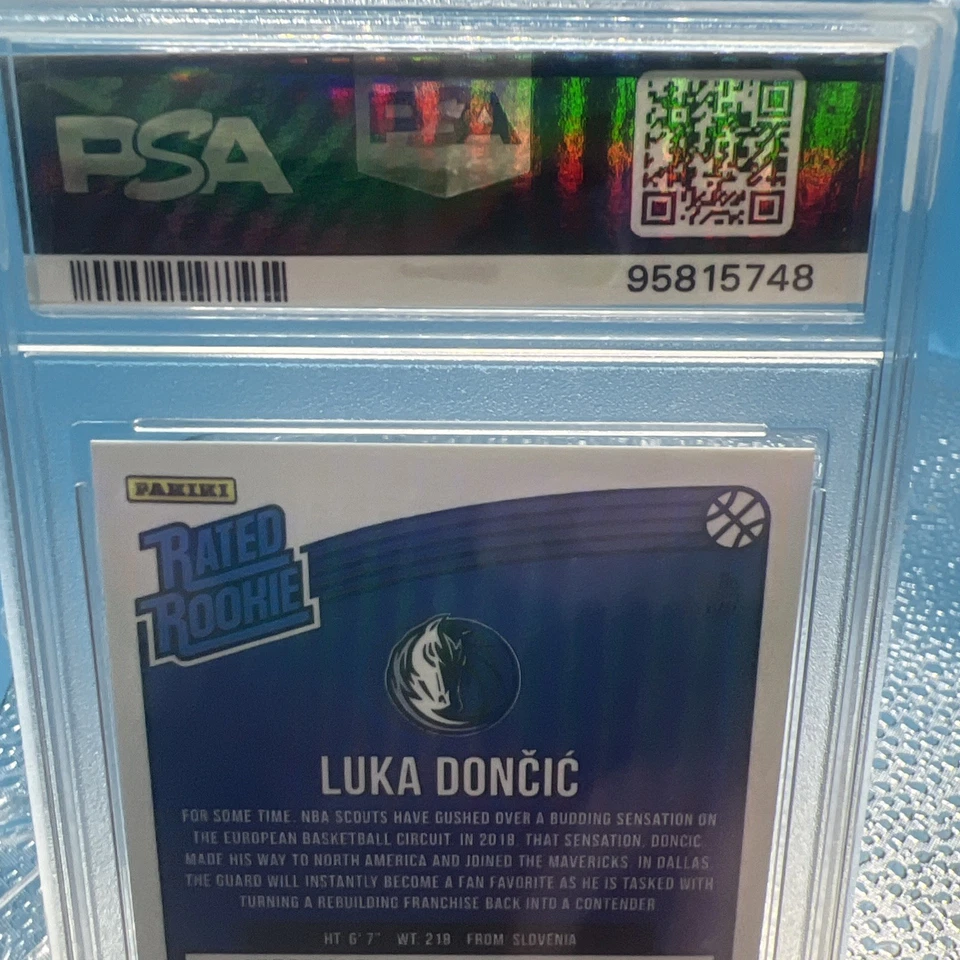 PSA
PSA
95815748
PANINI
RATED
ROOKIE
LUKA DONČIĆ
FOR SOME TIME, NBA SCOUTS HAVE GUSHED OVER A BUDDING SENSATION ON
THE EUROPEAN BASKETBALL CIRCUIT. IN 2018, THAT SENSATION, DONČIĆ,
MADE HIS WAY TO NORTH AMERICA AND JOINED THE MAVERICKS. IN DALLAS,
THE GUARD WILL INSTANTLY BECOME A FAN FAVORITE AS HE IS TASKED WITH
TURNING A REBUILDING FRANCHISE BACK INTO A CONTENDER.
HT: 6' 7" WT: 218 FROM: SLOVENIA